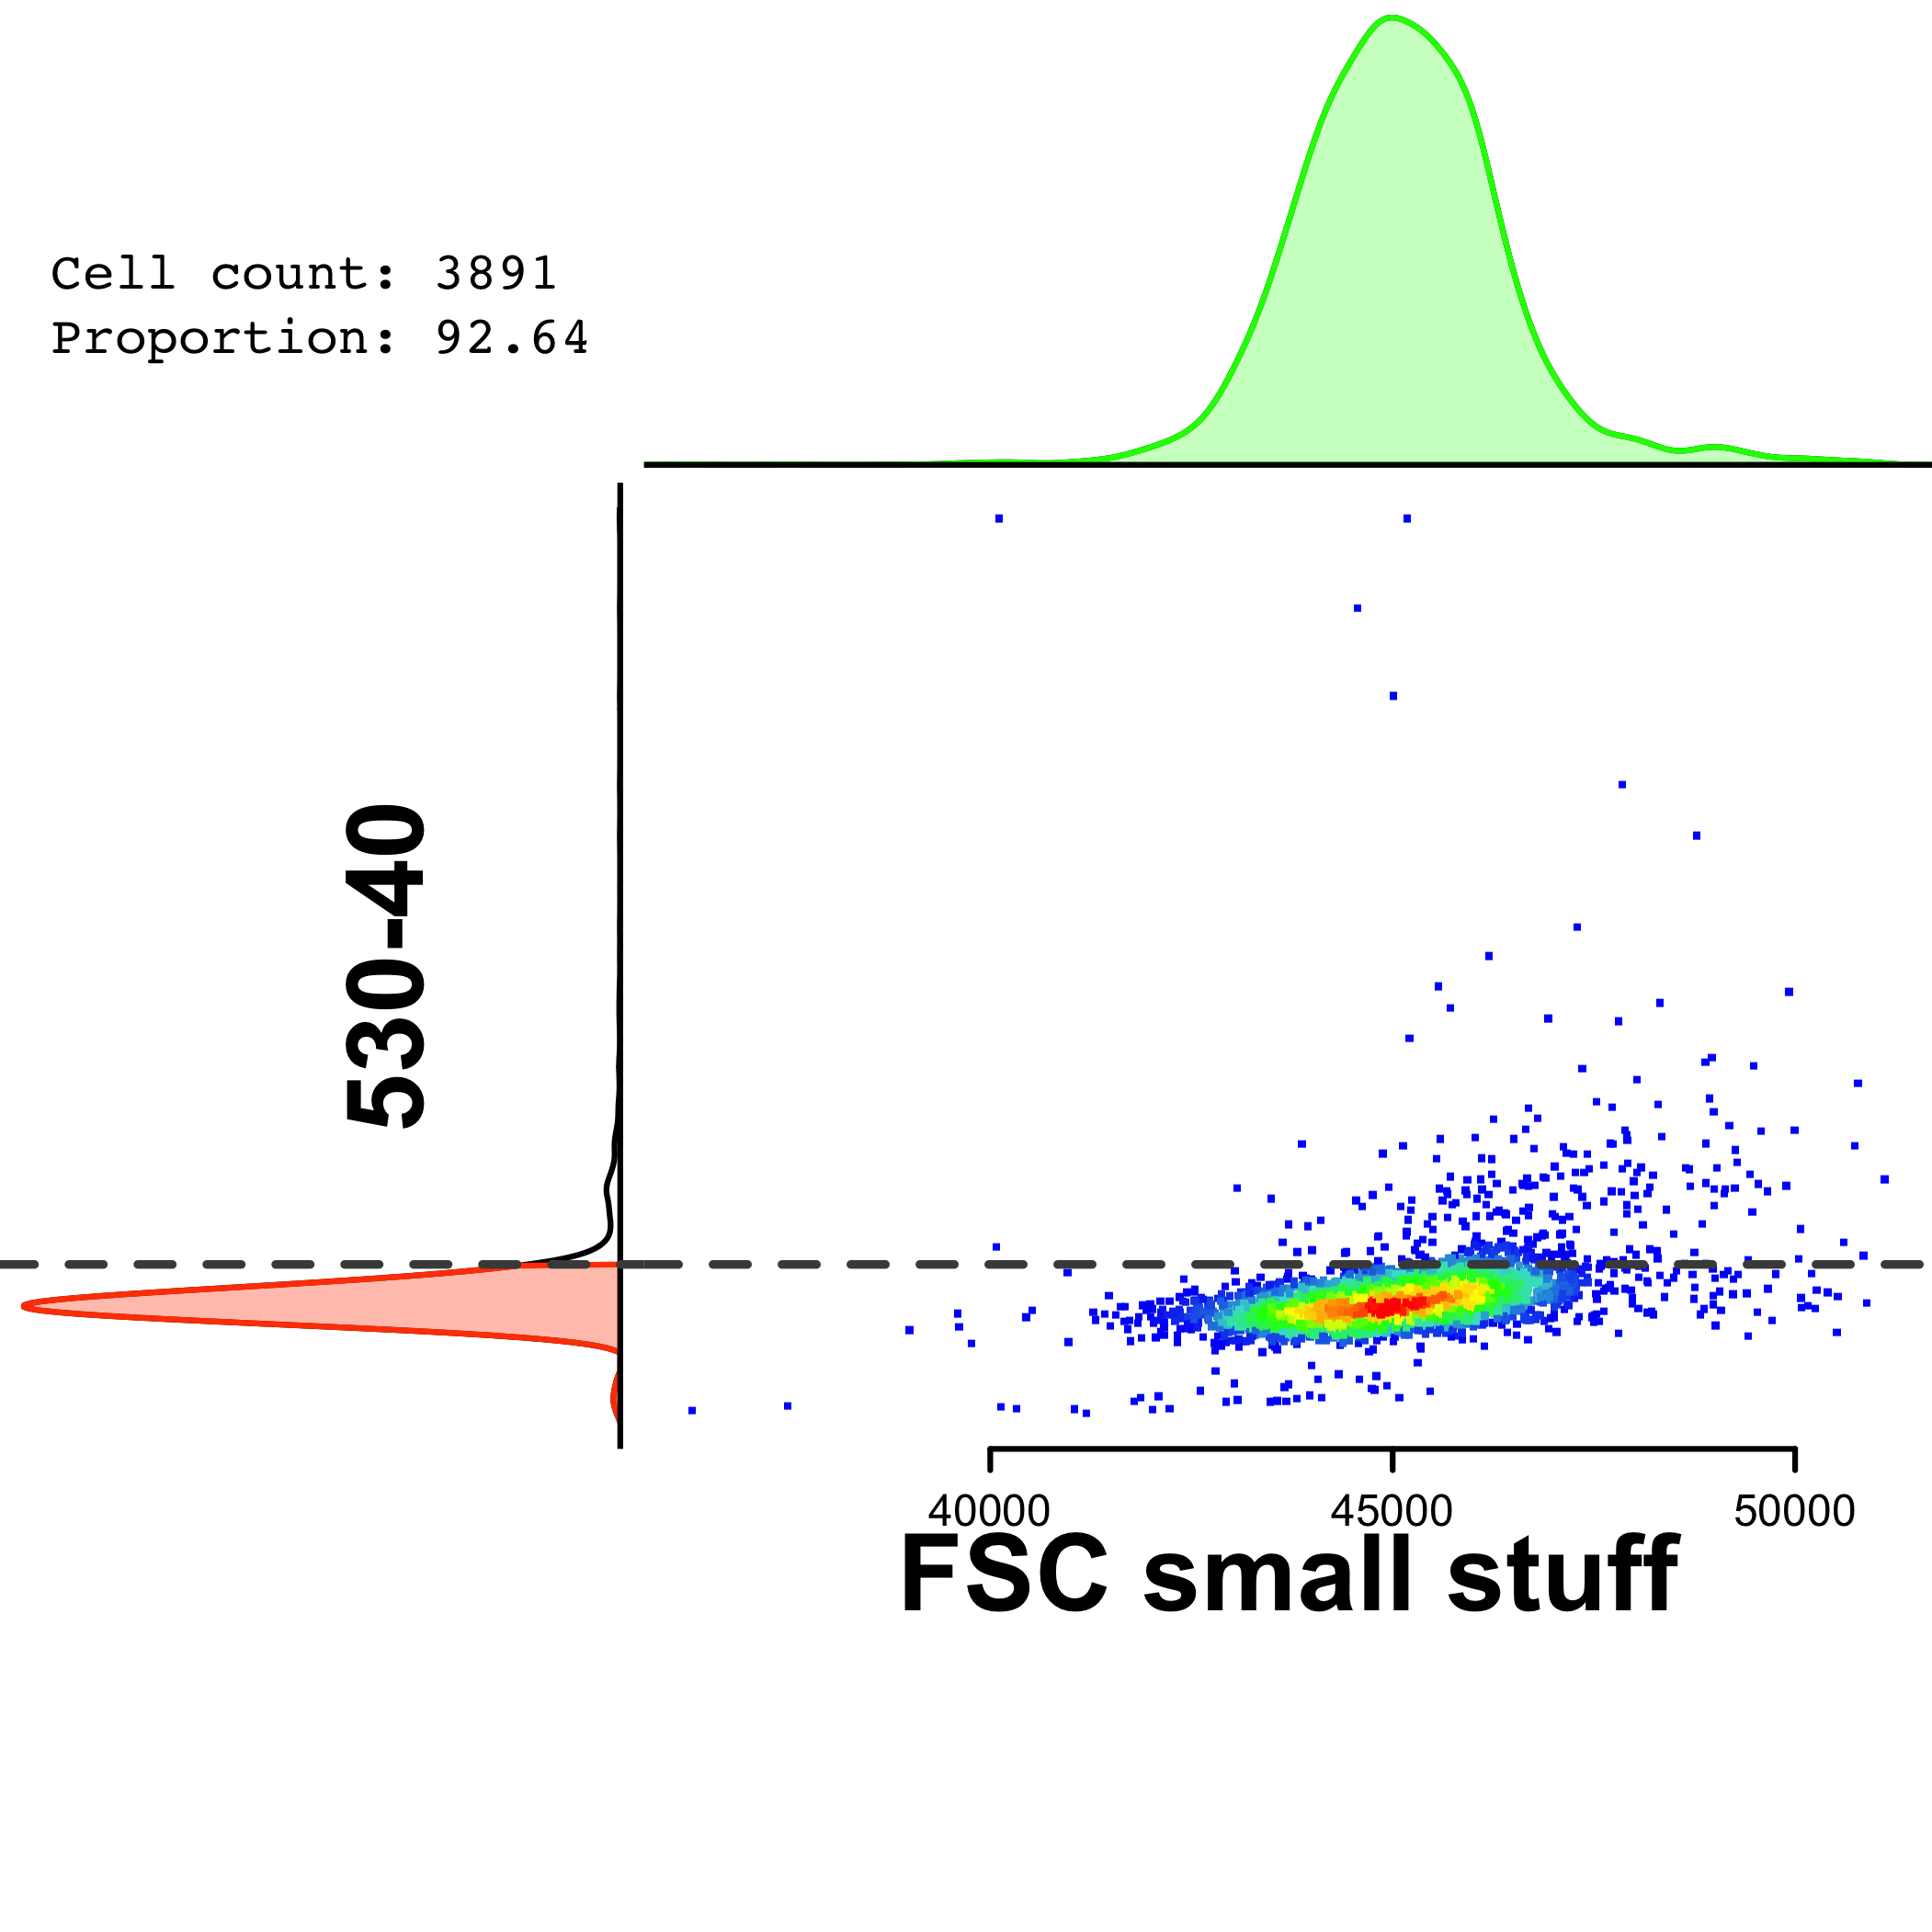 Cell count: 3891
Proportion: 92.64
530-40
40000 45000 50000
FSC small stuff